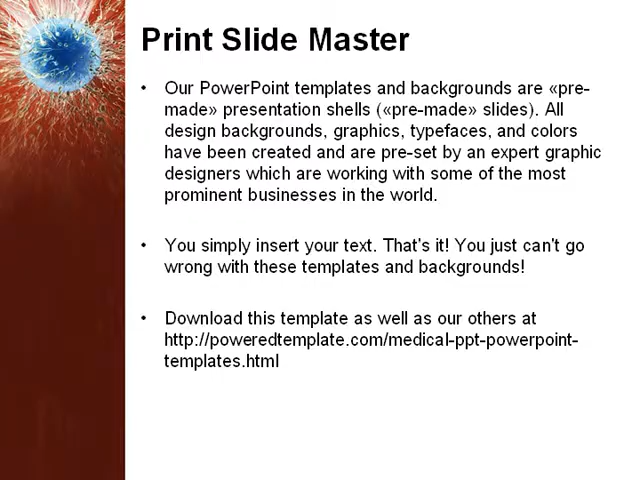 Print Slide Master
• Our PowerPoint templates and backgrounds are «pre-
made» presentation shells («pre-made» slides). All
design backgrounds, graphics, typefaces, and colors
have been created and are pre-set by an expert graphic
designers which are working with some of the most
prominent businesses in the world.
• You simply insert your text. That's it! You just can't go
wrong with these templates and backgrounds!
• Download this template as well as our others at
http://poweredtemplate.com/medical-ppt-powerpoint-
templates.html